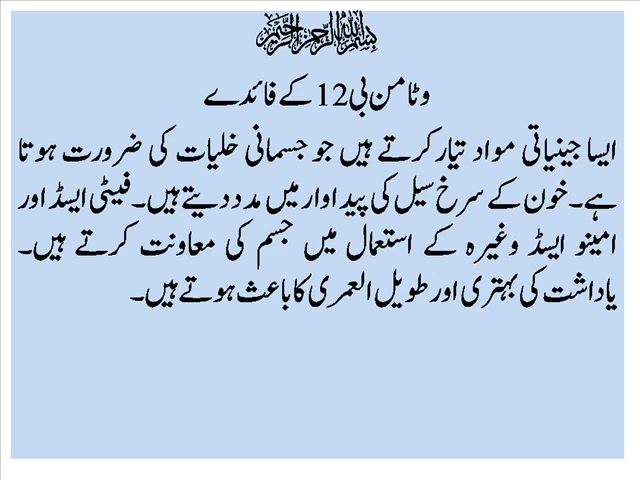 بسم اللہ الرحمن الرحیم
وٹامن بی 12 کے فائدے
ایسا جینیاتی مواد تیار کرتے ہیں جو جسمانی خلیات کی ضرورت ہوتا
ہے۔ خون کے سرخ سیل کی پیداوار میں مدد دیتے ہیں۔ فیٹی ایسڈ اور
امینو ایسڈ وغیرہ کے استعمال میں جسم کی معاونت کرتے ہیں۔
یاداشت کی بہتری اور طویل العمری کا باعث ہوتے ہیں۔